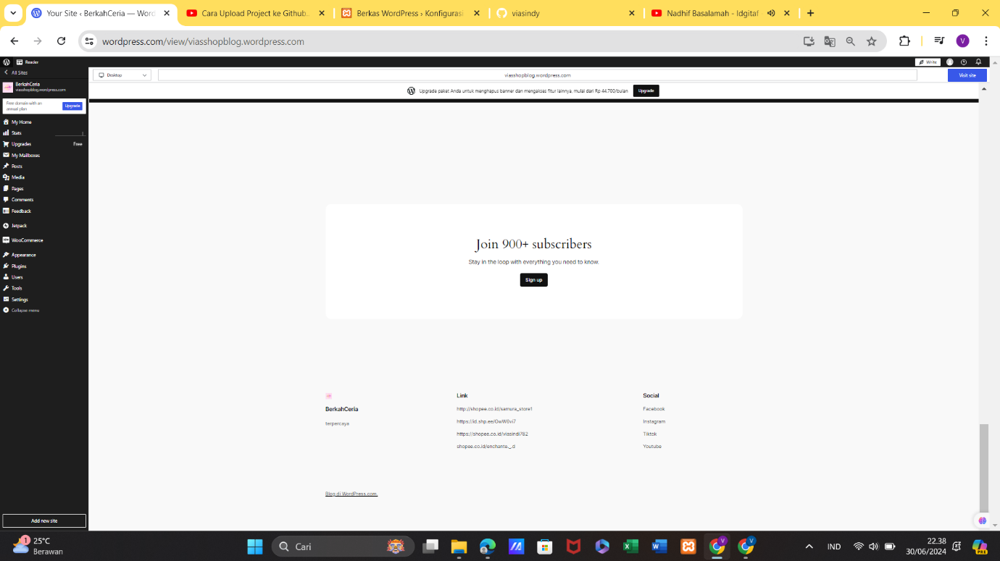 Your Site ‹ BerkahCeria — Word
Cara Upload Project ke Github.
Berkas WordPress › Konfigurasi
viasindy
Nadhif Basalamah - ldgitaf
wordpress.com/view/viasshopblog.wordpress.com
V
Reader
Write
All Sites
Desktop
viasshopblog.wordpress.com
Visit site
BerkahCeria
viasshopblog.wordpress.com
Upgrade paket Anda untuk menghapus banner dan mengakses fitur lainnya, mulai dari Rp 44.700/bulan
Upgrade
Free domain with an
annual plan
Upgrade
My Home
Stats
Upgrades
Free
My Mailboxes
Posts
Media
Pages
Comments
Feedback
Jetpack
WooCommerce
Appearance
Plugins
Users
Tools
Settings
Collapse menu
Join 900+ subscribers
Stay in the loop with everything you need to know.
Sign up
BerkahCeria
terpercaya
Link
http://shopee.co.id/samura_store1
https://id.shp.ee/GwW6vi7
https://shopee.co.id/viasindi782
shopee.co.id/enchante._.d
Social
Facebook
Instagram
Tiktok
Youtube
Blog di WordPress.com.
Add new site
1
25°C
Berawan
Cari
IND
22.38
30/06/2024